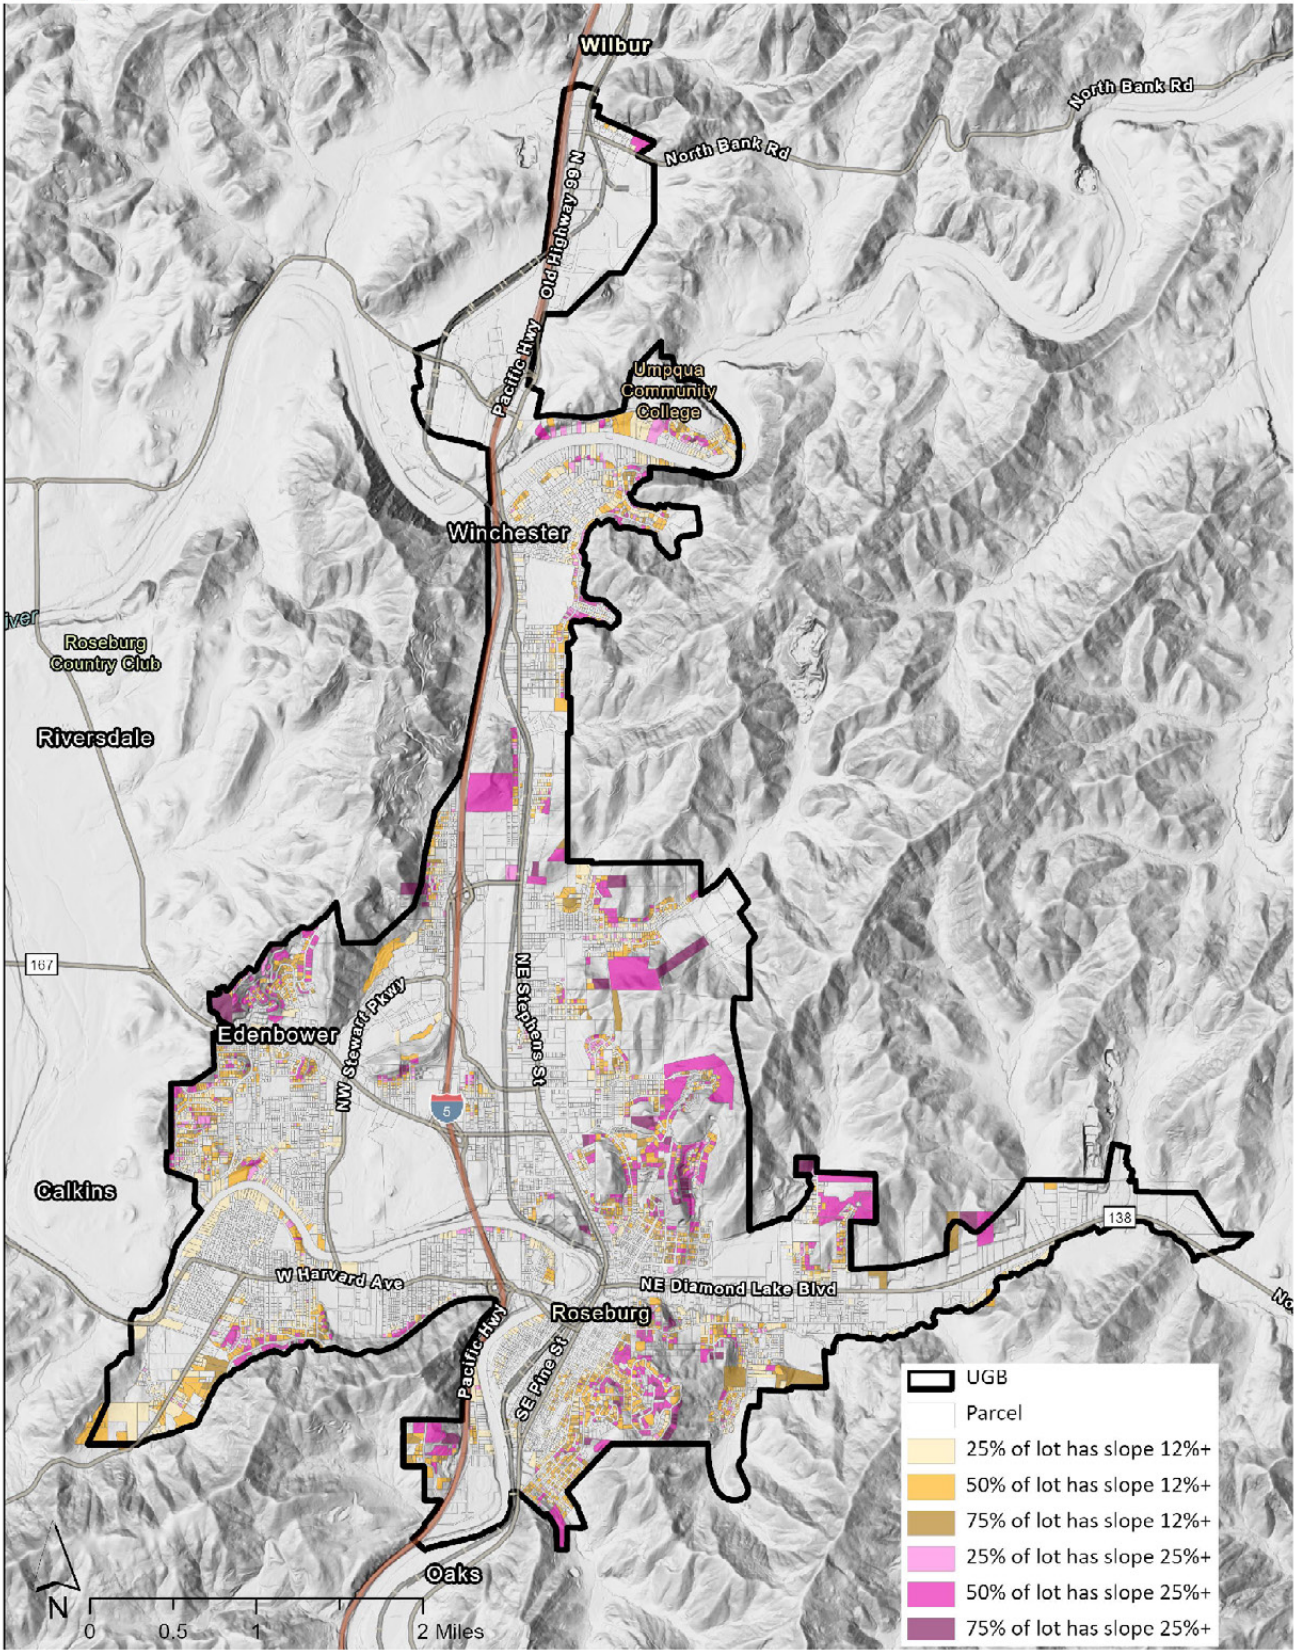 Wilbur
North Bank Rd
North Bank Rd
Old Highway 99 N
Pacific Hwy
Umpqua
Community
College
Winchester
iver
Roseburg
Country Club
Riversdale
167
NE Stephens St
NW Stewart Pkwy
Edenbower
5
Calkins
138
W Harvard Ave
NE Diamond Lake Blvd
No
Roseburg
Pacific Hwy
SE Pine St
Oaks
UGB
Parcel
25% of lot has slope 12%+
50% of lot has slope 12%+
75% of lot has slope 12%+
25% of lot has slope 25%+
50% of lot has slope 25%+
75% of lot has slope 25%+
N
0 0.5 1 2 Miles